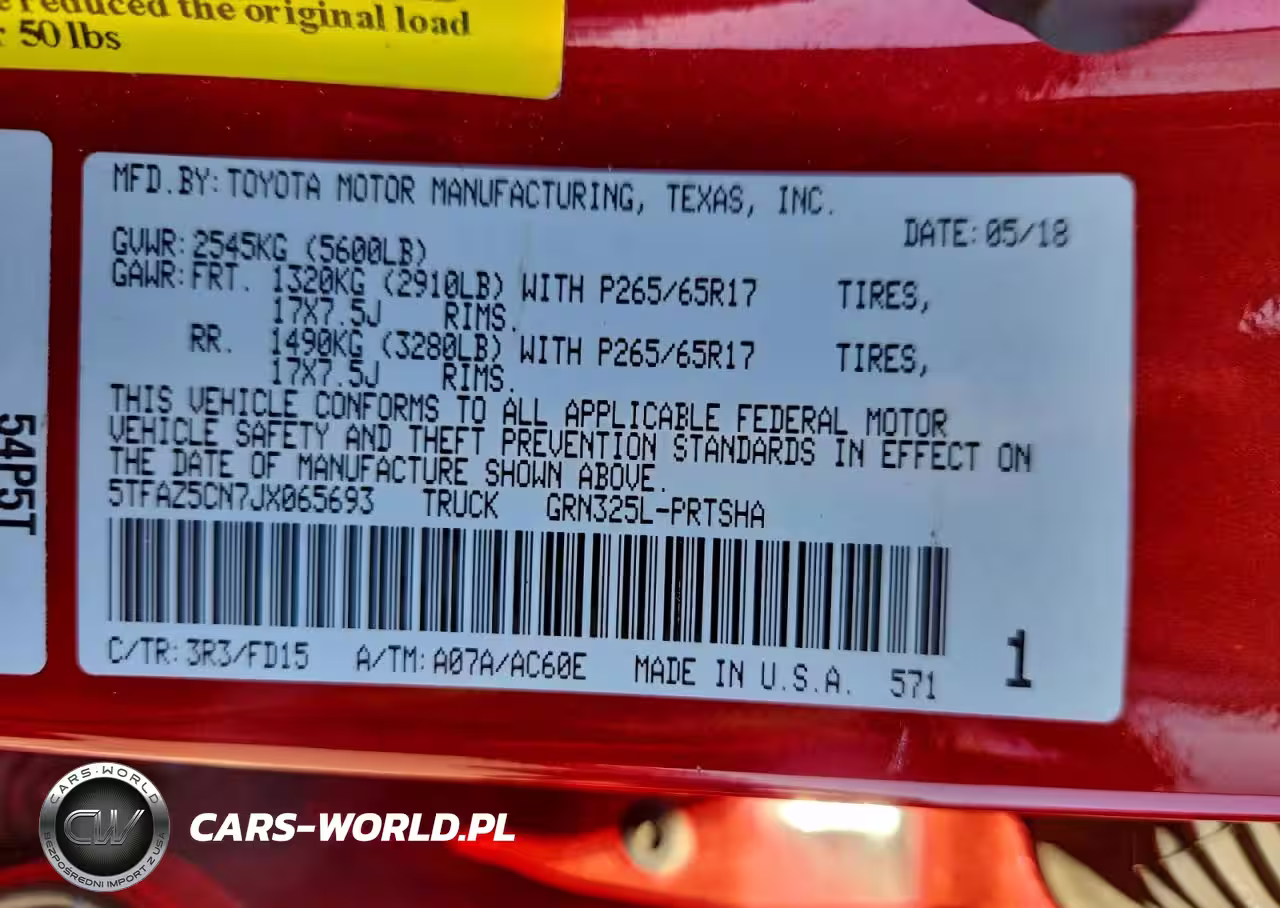 reduced the original load
50 lbs
MFD.BY: TOYOTA MOTOR MANUFACTURING, TEXAS, INC.
DATE: 05/18
GVWR: 2545KG (5600LB)
GAWR: FRT. 1320KG (2910LB) WITH P265/65R17 TIRES,
17X7.5J RIMS.
RR. 1490KG (3280LB) WITH P265/65R17 TIRES,
17X7.5J RIMS.
THIS VEHICLE CONFORMS TO ALL APPLICABLE FEDERAL MOTOR
VEHICLE SAFETY AND THEFT PREVENTION STANDARDS IN EFFECT ON
THE DATE OF MANUFACTURE SHOWN ABOVE.
5TFAZ5CN7JX065693 TRUCK GRN325L-PRTSHA
C/TR: 3R3/FD15 A/TM: A07A/AC60E MADE IN U.S.A. 571
1
54P5T
CARS-WORLD
CW
BEZPOŚREDNI IMPORT Z USA
CARS-WORLD.PL